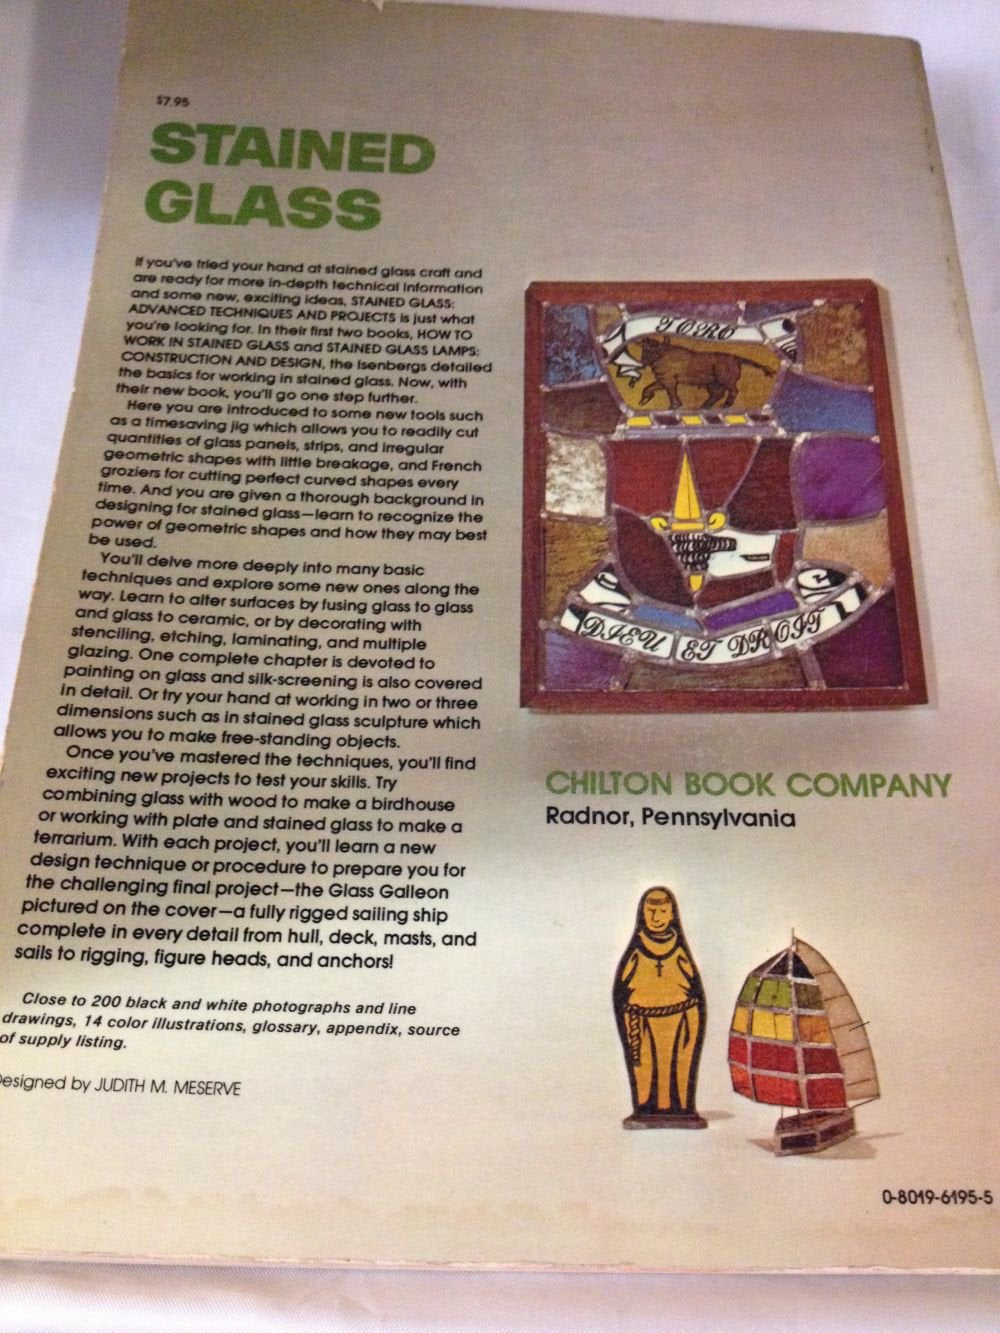 $7.95
STAINED
GLASS
If you've tried your hand at stained glass craft and
are ready for more in-depth technical information
and some new, exciting ideas, STAINED GLASS:
ADVANCED TECHNIQUES AND PROJECTS is just what
you're looking for. In their first two books, HOW TO
WORK IN STAINED GLASS and STAINED GLASS LAMPS:
CONSTRUCTION AND DESIGN, the Isenbergs detailed
the basics for working in stained glass. Now, with
their new book, you'll go one step further.
Here you are introduced to some new tools such
as a timesaving jig which allows you to readily cut
quantities of glass panels, strips, and irregular
geometric shapes with little breakage, and French
groziers for cutting perfect curved shapes every
time. And you are given a thorough background in
designing for stained glass—learn to recognize the
power of geometric shapes and how they may best
be used.
You'll delve more deeply into many basic
techniques and explore some new ones along the
way. Learn to alter surfaces by fusing glass to glass
and glass to ceramic, or by decorating with
stenciling, etching, laminating, and multiple
glazing. One complete chapter is devoted to
painting on glass and silk-screening is also covered
in detail. Or try your hand at working in two or three
dimensions such as in stained glass sculpture which
allows you to make free-standing objects.
Once you've mastered the techniques, you'll find
exciting new projects to test your skills. Try
combining glass with wood to make a birdhouse
or working with plate and stained glass to make a
terrarium. With each project, you'll learn a new
design technique or procedure to prepare you for
the challenging final project—the Glass Galleon
pictured on the cover—a fully rigged sailing ship
complete in every detail from hull, deck, masts, and
sails to rigging, figure heads, and anchors!
Close to 200 black and white photographs and line
drawings, 14 color illustrations, glossary, appendix, source
of supply listing.
Designed by JUDITH M. MESERVE
TORO
DIEU ET DROIT
CHILTON BOOK COMPANY
Radnor, Pennsylvania
0-8019-6195-5